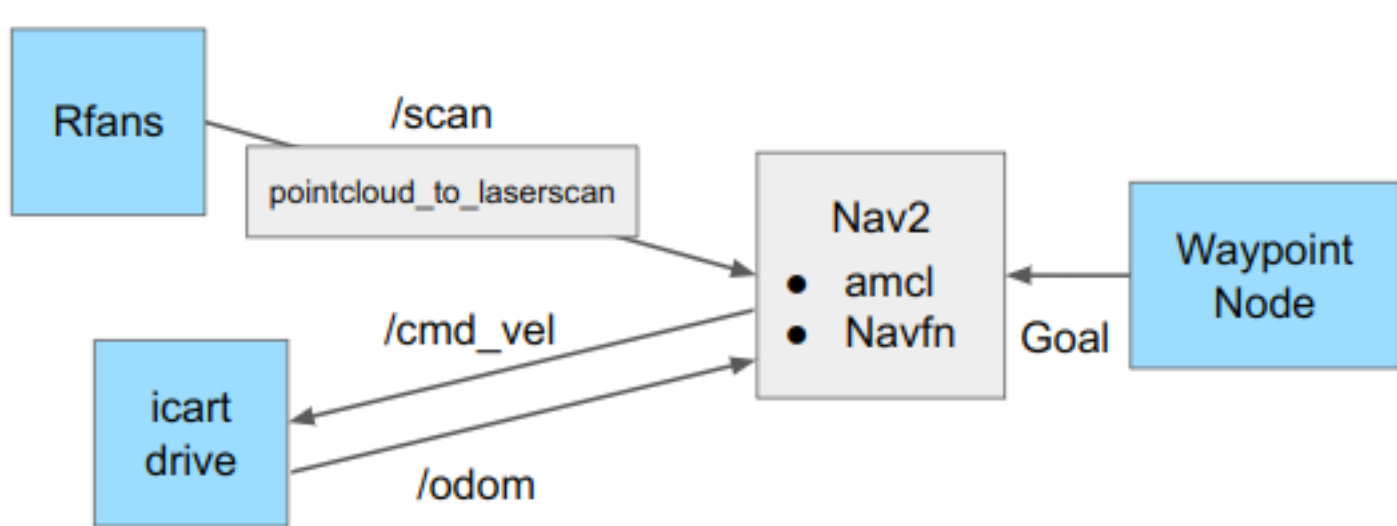 Rfans
/scan
pointcloud_to_laserscan
Nav2
● amcl
● Navfn
Waypoint
Node
Goal
/cmd_vel
icart
drive
/odom